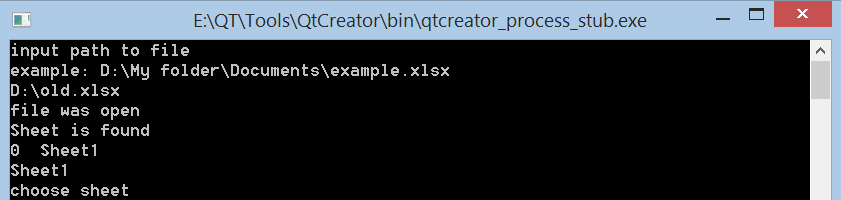 E:\QT\Tools\QtCreator\bin\qtcreator_process_stub.exe
input path to file
example: D:\My folder\Documents\example.xlsx
D:\old.xlsx
file was open
Sheet is found
0  Sheet1
Sheet1
choose sheet